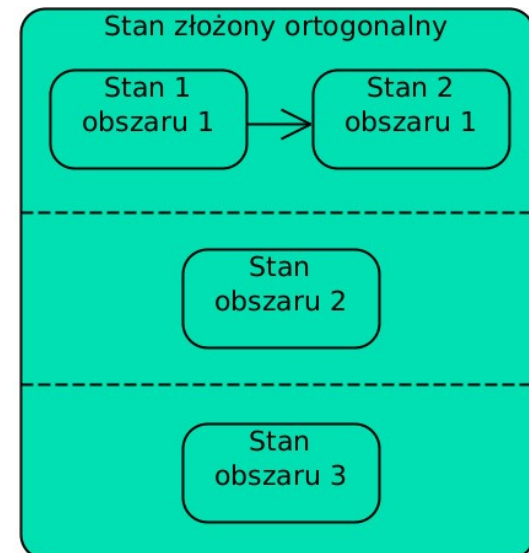 Stan złożony ortogonalny
Stan 1
obszaru 1
Stan 2
obszaru 1
Stan
obszaru 2
Stan
obszaru 3